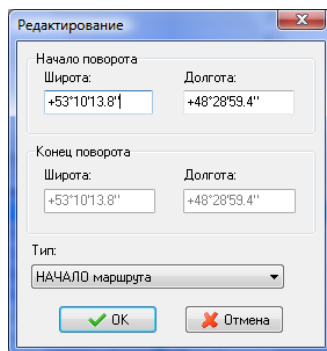 Редактирование
Начало поворота
Широта: Долгота:
+53°10'13.8'' +48°28'59.4''
Конец поворота
Широта: Долгота:
+53°10'13.8'' +48°28'59.4''
Тип:
НАЧАЛО маршрута
OK Отмена